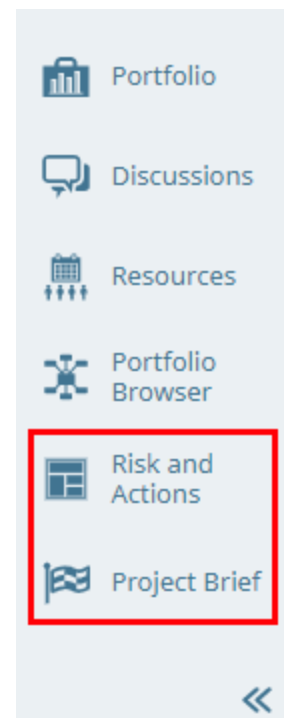 Portfolio
Discussions
Resources
Portfolio
Browser
Risk and
Actions
Project Brief